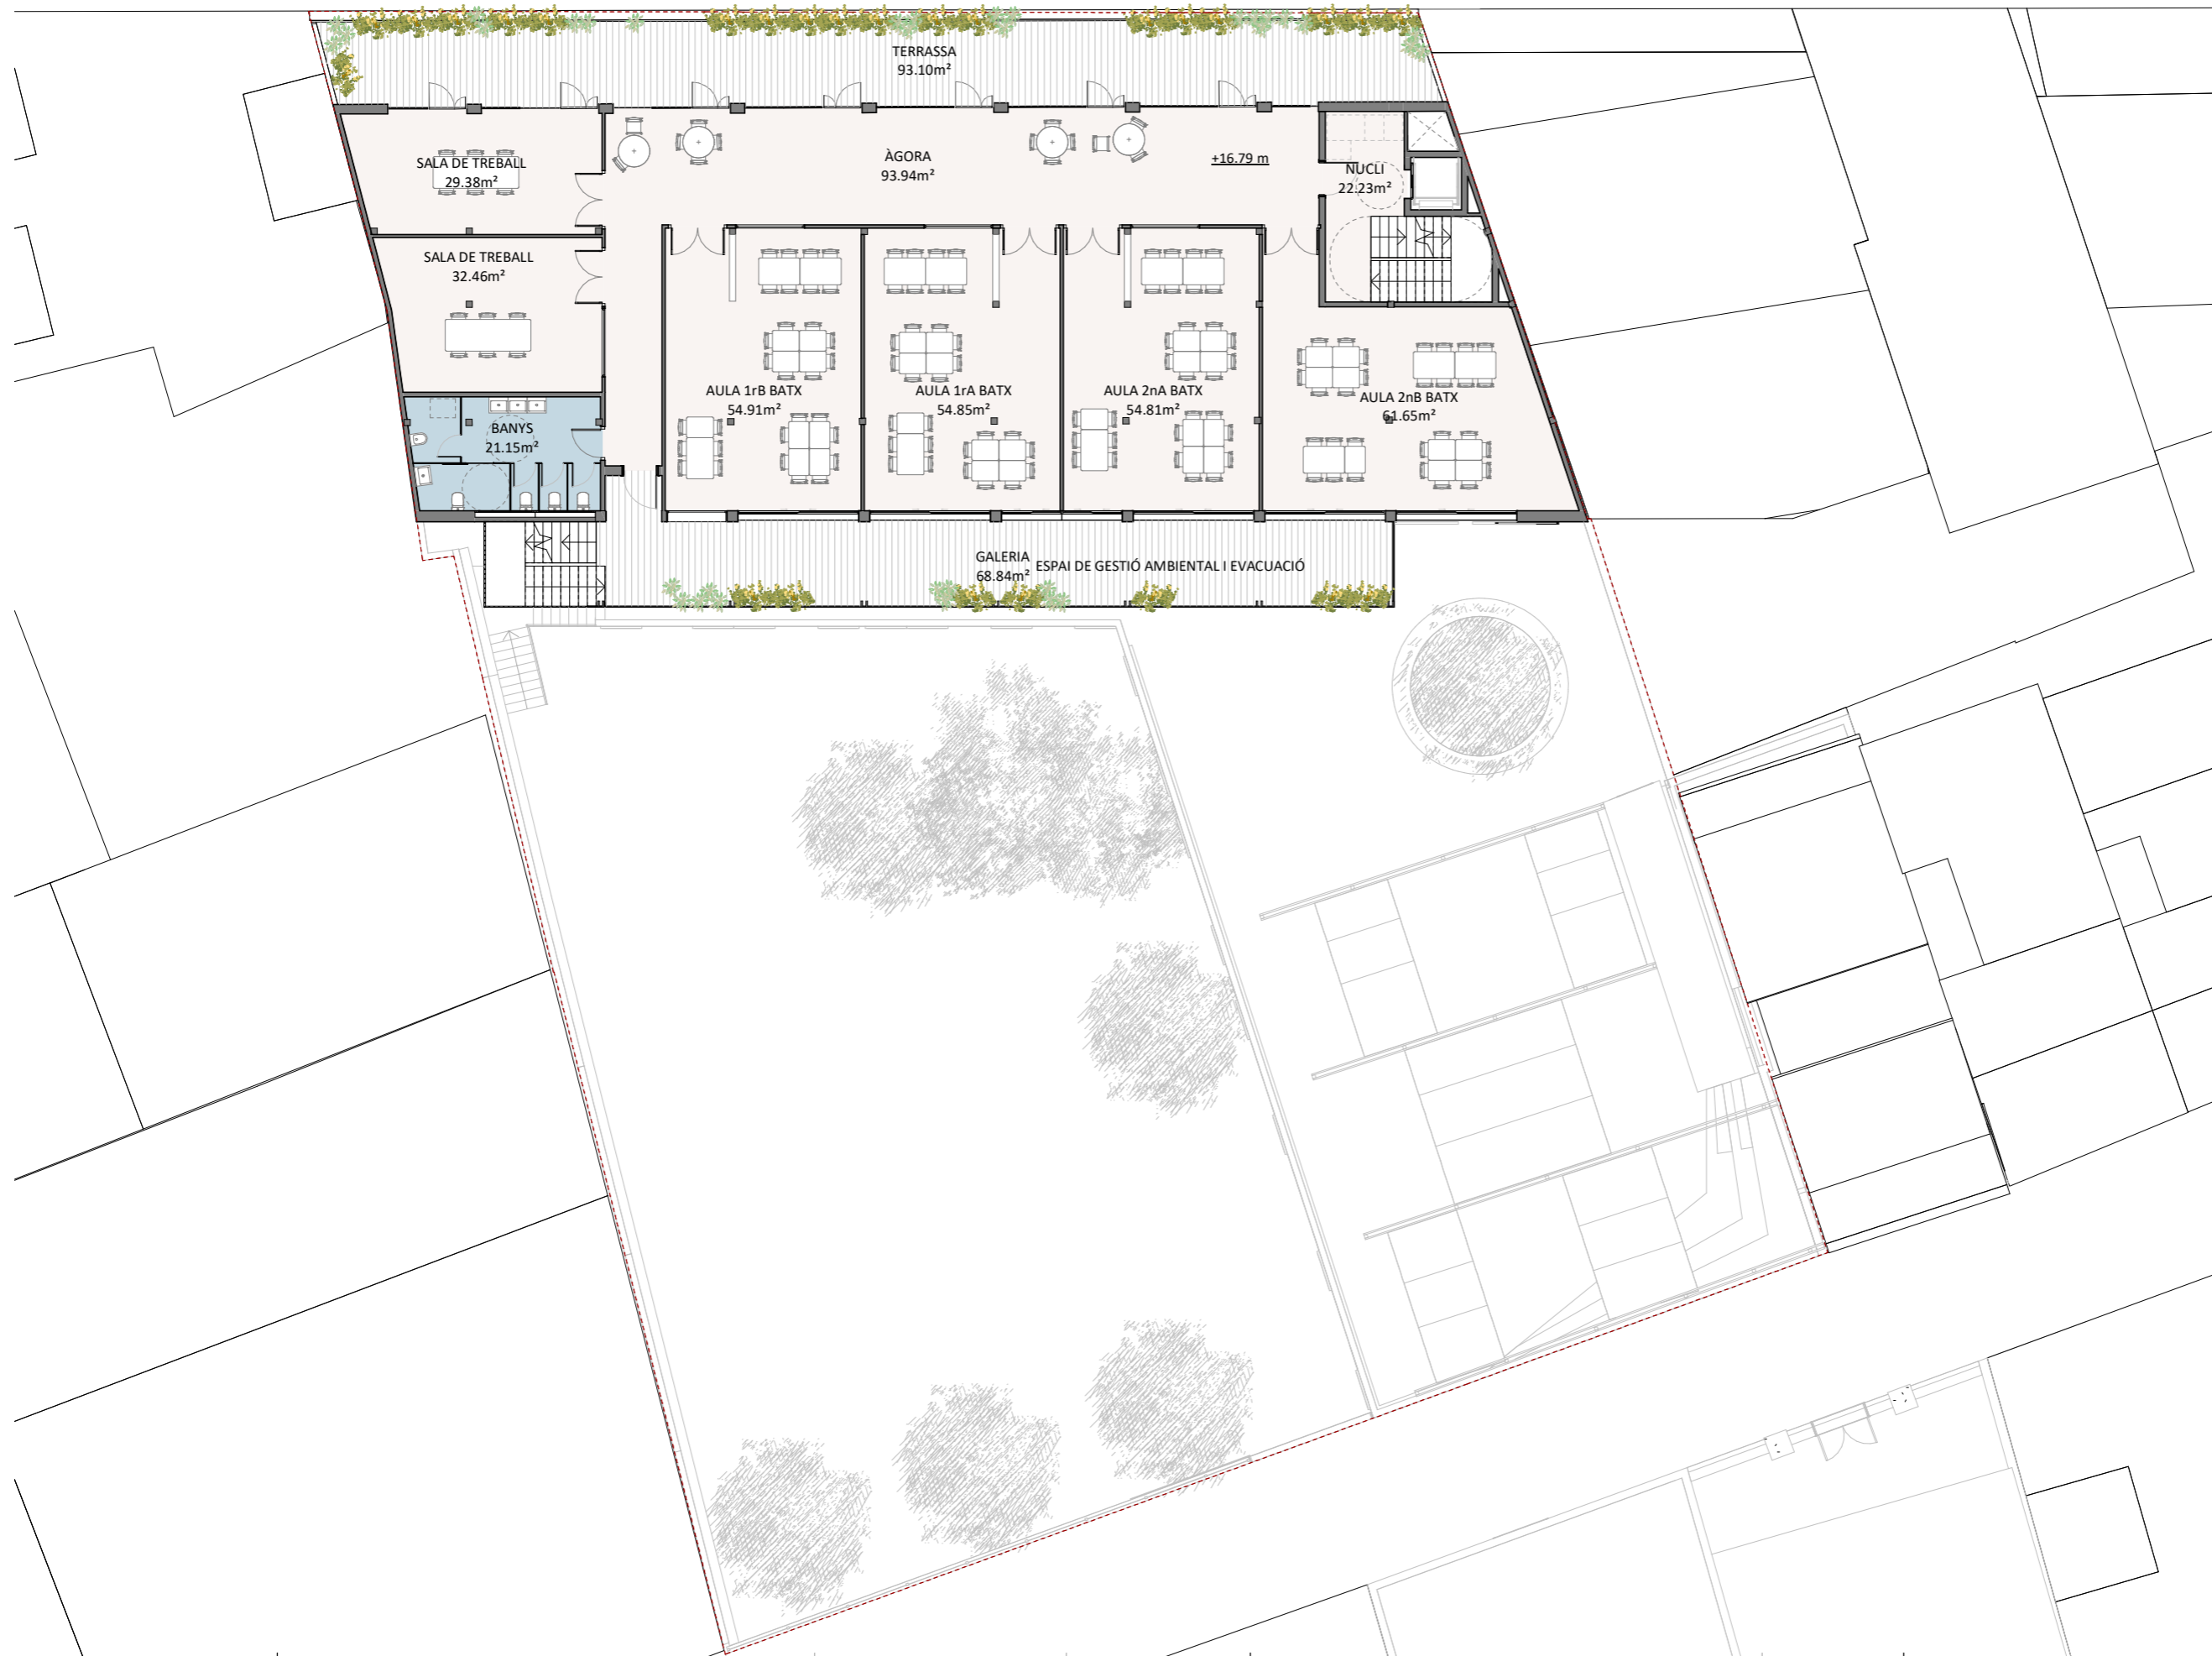 TERRASSA
93.10m²
SALA DE TREBALL
29.38m²
ÀGORA
93.94m²
+16.79 m
NUCLI
22.23m²
SALA DE TREBALL
32.46m²
AULA 1rB BATX
54.91m²
AULA 1rA BATX
54.85m²
AULA 2nA BATX
54.81m²
AULA 2nB BATX
61.65m²
BANYS
21.15m²
GALERIA
68.84m²
ESPAI DE GESTIÓ AMBIENTAL I EVACUACIÓ